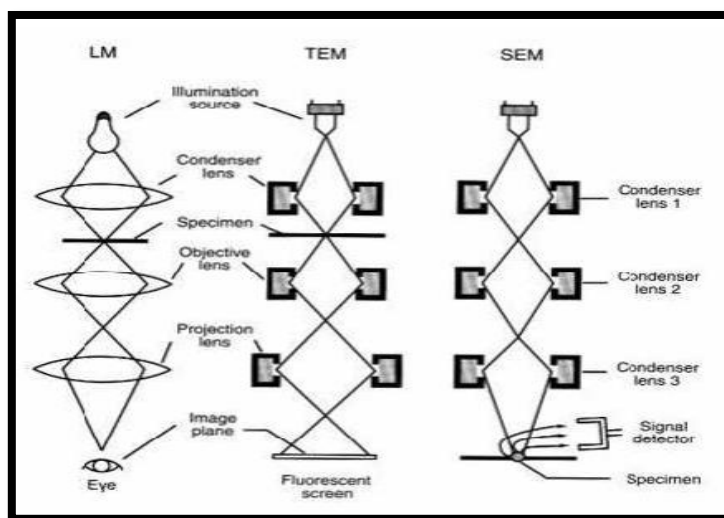 LM
TEM
SEM
Illumination
source
Condenser
lens
Specimen
Objective
lens
Projection
lens
Image
plane
Eye
Fluorescent
screen
Condenser
lens 1
Condenser
lens 2
Condenser
lens 3
Signal
detector
Specimen